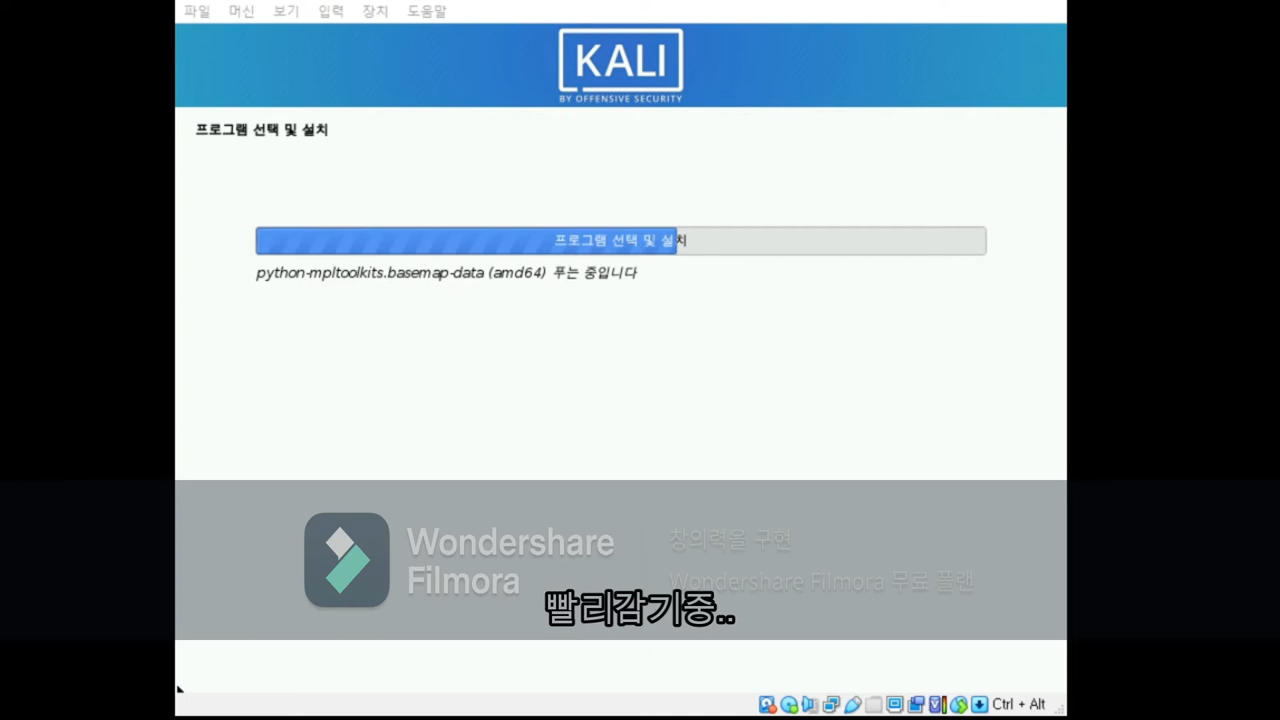 파일 머신 보기 입력 장치 도움말
KALI
BY OFFENSIVE SECURITY
프로그램 선택 및 설치
프로그램 선택 및 설치
python-mpltoolkits.basemap-data (amd64) 푸는 중입니다
Wondershare
Filmora
창의력을 구현
Wondershare Filmora 무료 플랜
빨리감기중..
Ctrl + Alt